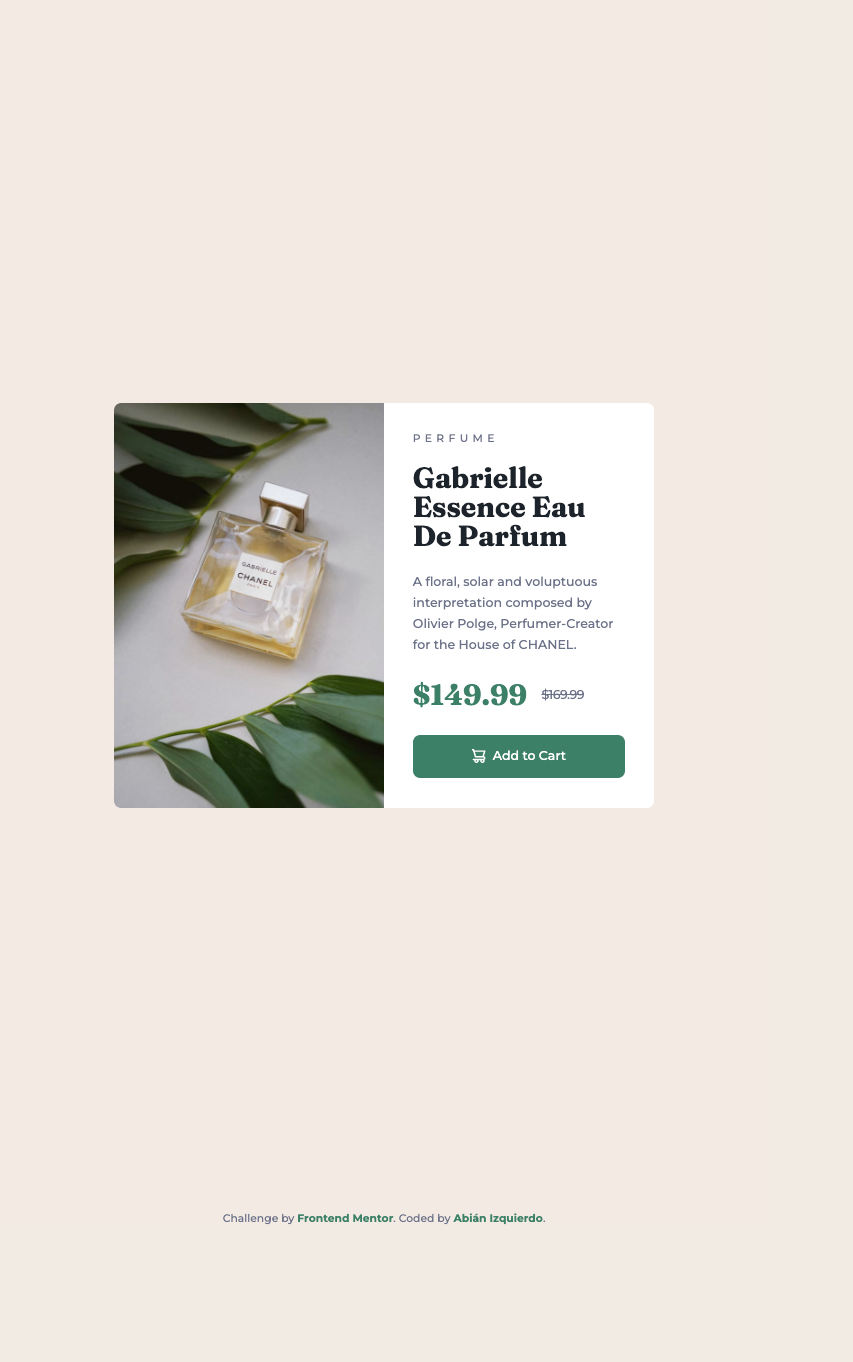 GABRIELLE
CHANEL
PARIS
PERFUME
Gabrielle
Essence Eau
De Parfum
A floral, solar and voluptuous
interpretation composed by
Olivier Polge, Perfumer-Creator
for the House of CHANEL.
$149.99 $169.99
Add to Cart
Challenge by Frontend Mentor. Coded by Abián Izquierdo.